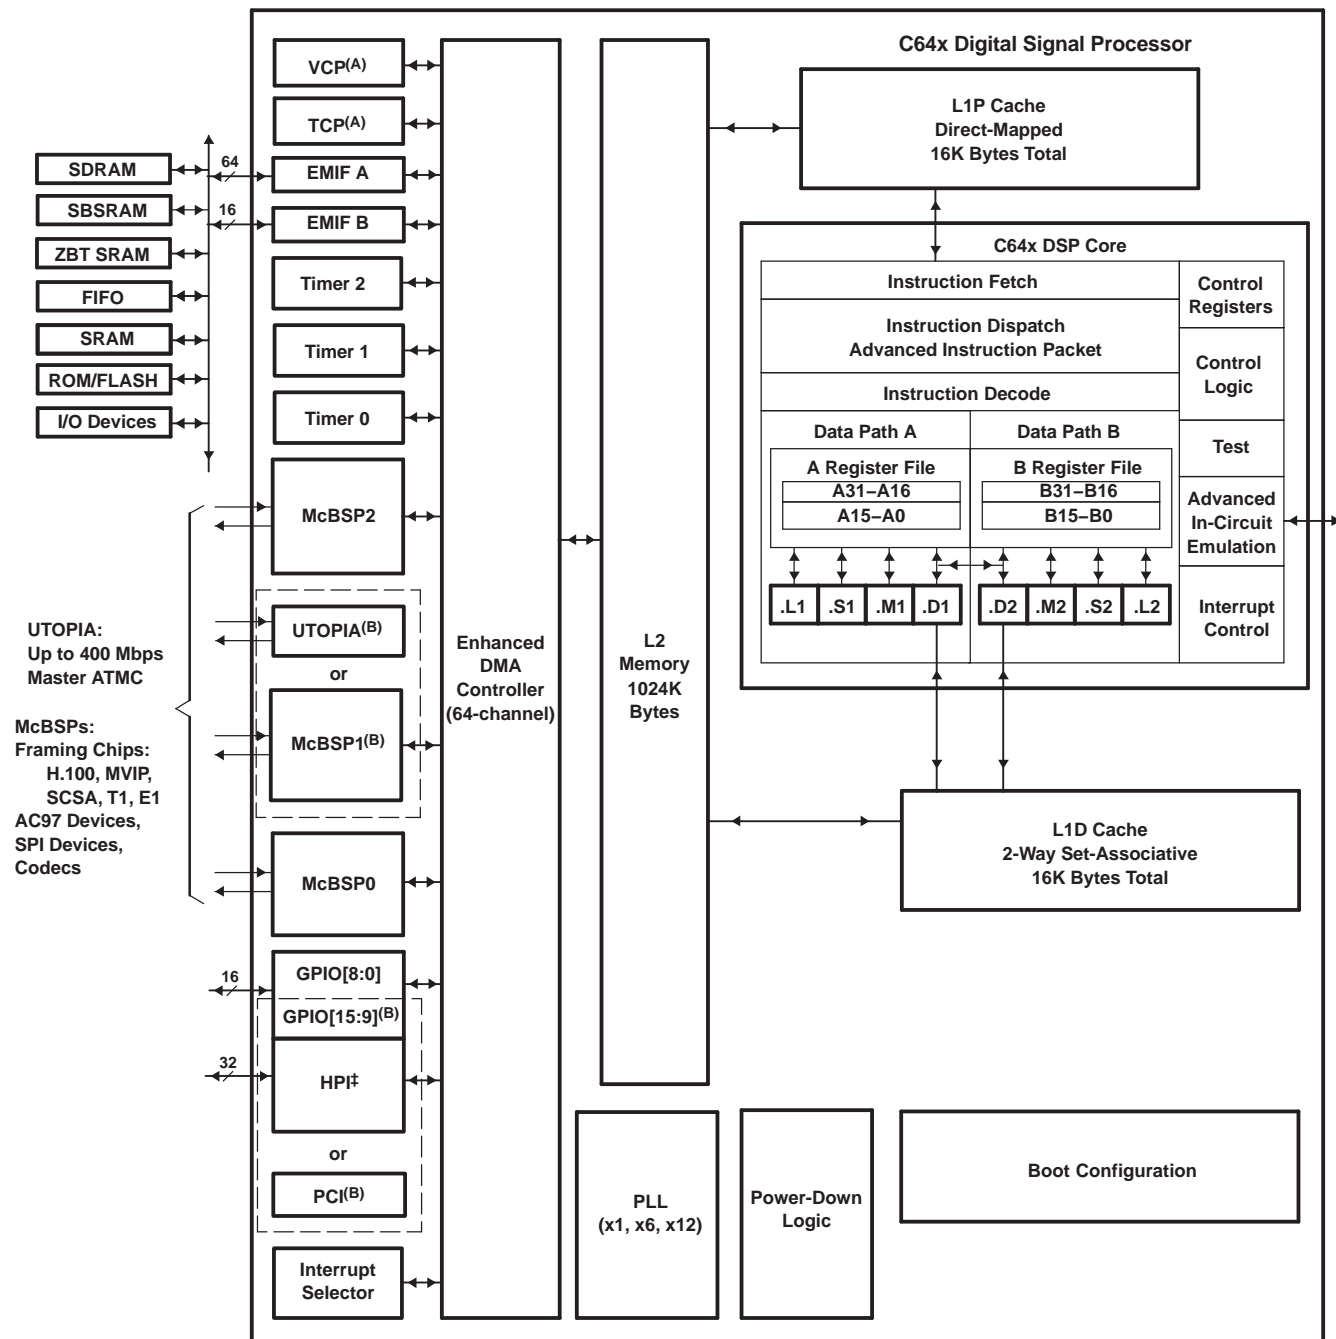 C64x Digital Signal Processor
VCP(A)
TCP(A)
EMIF A
EMIF B
Timer 2
Timer 1
Timer 0
McBSP2
UTOPIA(B)
or
McBSP1(B)
McBSP0
GPIO[8:0]
GPIO[15:9](B)
HPI‡
or
PCI(B)
Interrupt
Selector
64
16
16
32
SDRAM
SBSRAM
ZBT SRAM
FIFO
SRAM
ROM/FLASH
I/O Devices
UTOPIA:
Up to 400 Mbps
Master ATMC
McBSPs:
Framing Chips:
H.100, MVIP,
SCSA, T1, E1
AC97 Devices,
SPI Devices,
Codecs
Enhanced
DMA
Controller
(64-channel)
L2
Memory
1024K
Bytes
L1P Cache
Direct-Mapped
16K Bytes Total
C64x DSP Core
Instruction Fetch
Instruction Dispatch
Advanced Instruction Packet
Instruction Decode
Data Path A
Data Path B
A Register File
A31–A16
A15–A0
B Register File
B31–B16
B15–B0
.L1 .S1 .M1 .D1
.D2 .M2 .S2 .L2
Control
Registers
Control
Logic
Test
Advanced
In-Circuit
Emulation
Interrupt
Control
L1D Cache
2-Way Set-Associative
16K Bytes Total
PLL
(x1, x6, x12)
Power-Down
Logic
Boot Configuration